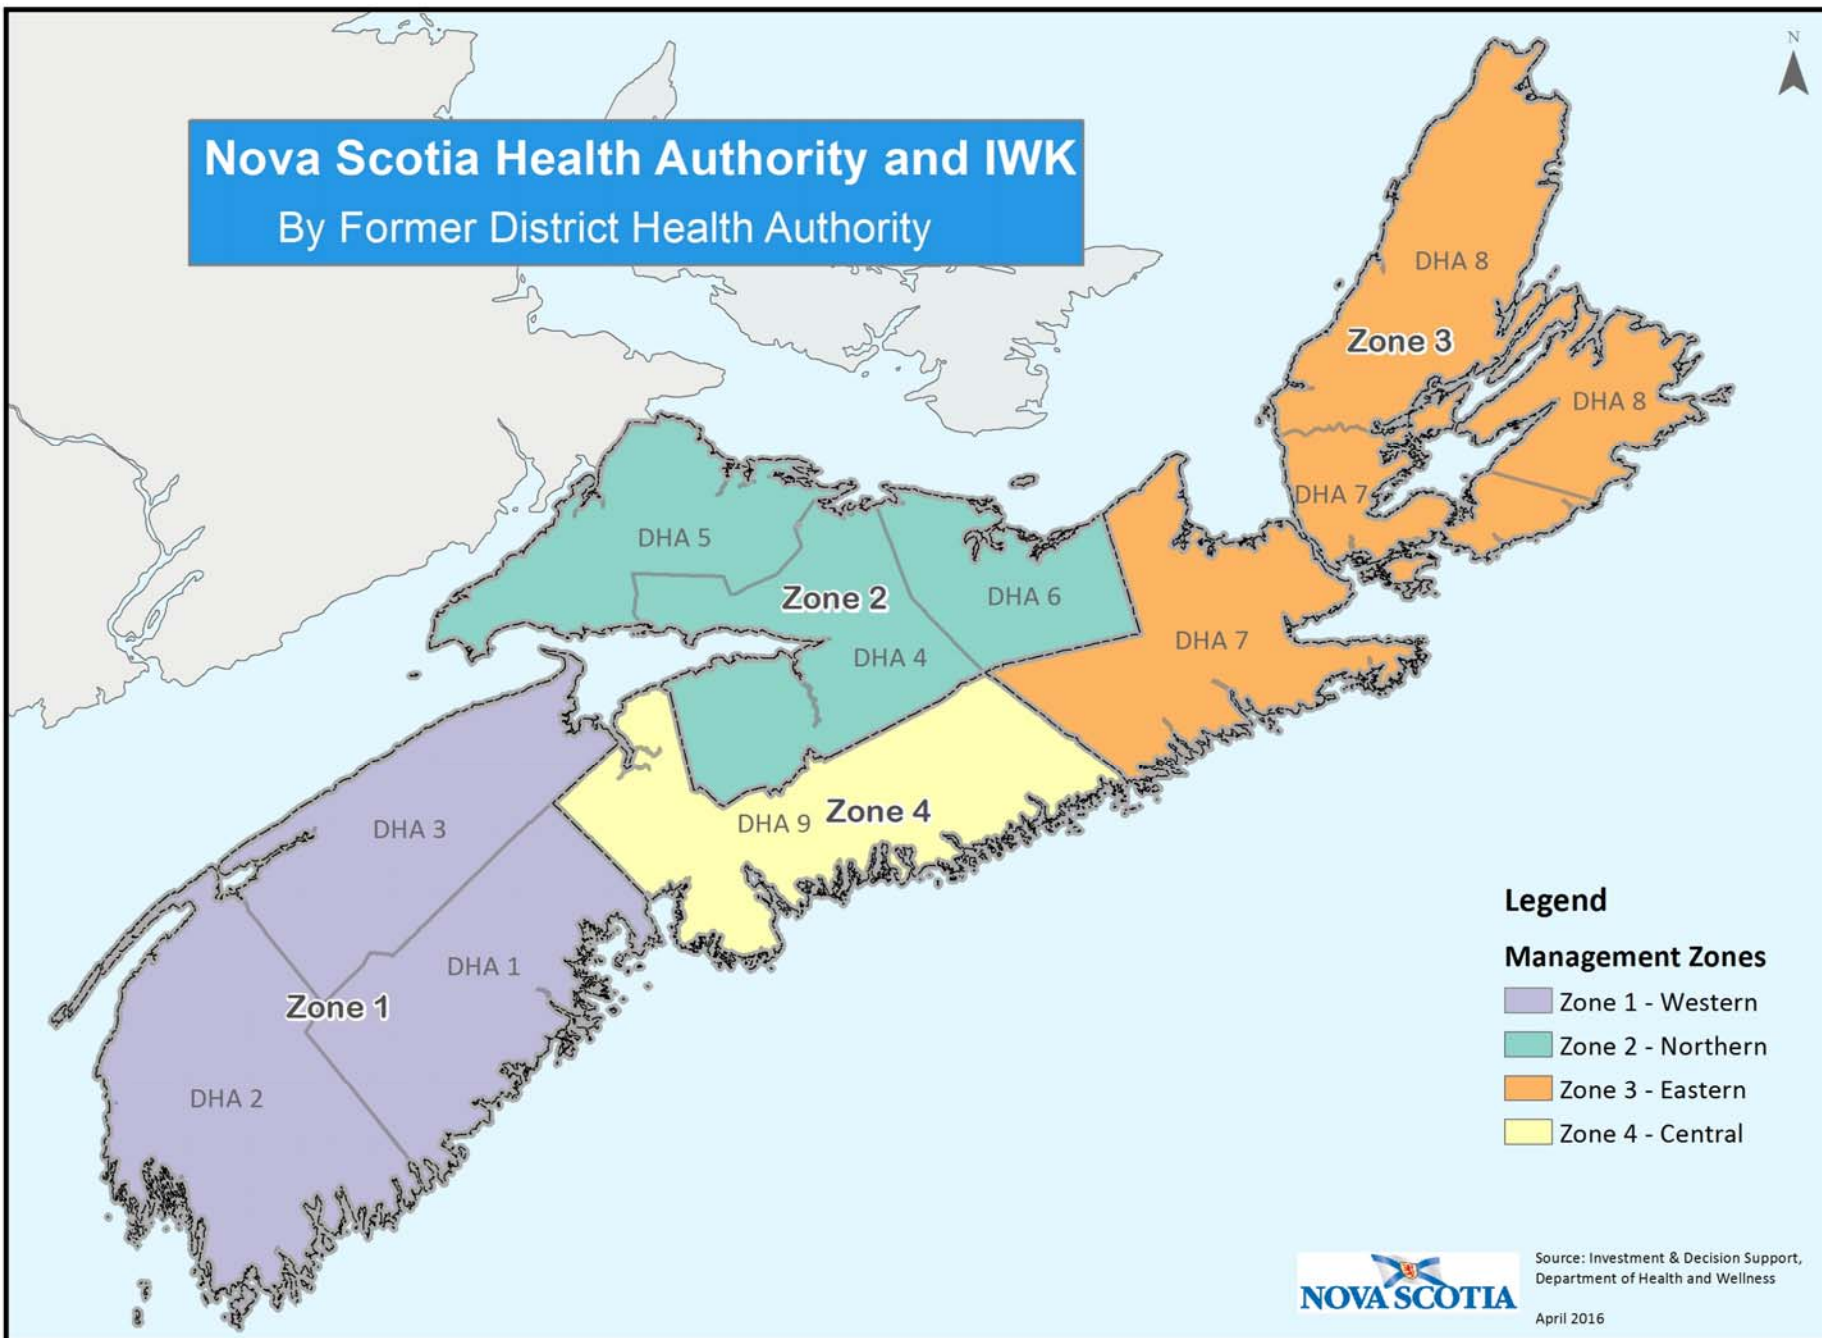 N
Nova Scotia Health Authority and IWK
By Former District Health Authority
DHA 8
Zone 3
DHA 8
DHA 7
DHA 5
Zone 2
DHA 6
DHA 4
DHA 7
DHA 3
DHA 9
Zone 4
DHA 1
Zone 1
DHA 2
Legend
Management Zones
Zone 1 - Western
Zone 2 - Northern
Zone 3 - Eastern
Zone 4 - Central
NOVA SCOTIA
Source: Investment & Decision Support,
Department of Health and Wellness
April 2016